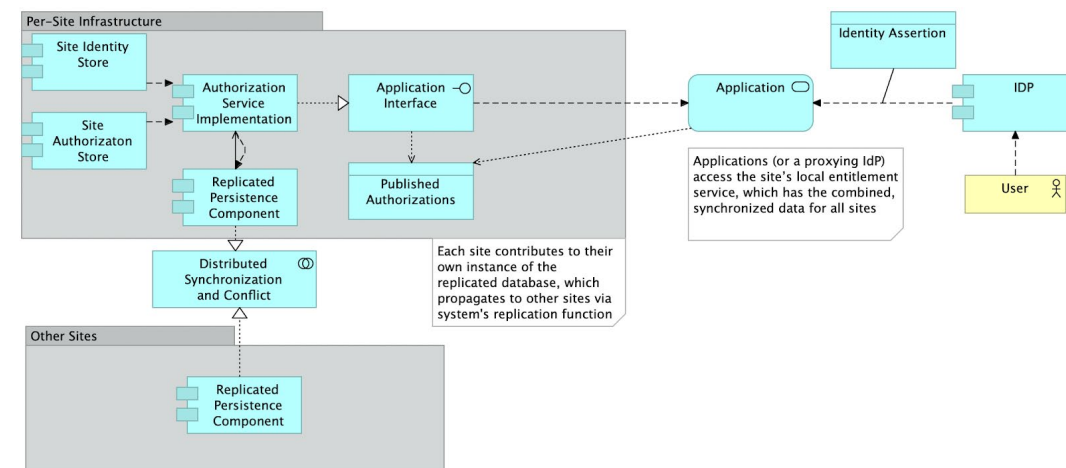 Per-Site Infrastructure
Site Identity
Store
Site
Authorizaton
Store
Authorization
Service
Implementation
Application
Interface
Replicated
Persistence
Component
Published
Authorizations
Application
Identity Assertion
IDP
User
Applications (or a proxying IdP)
access the site's local entitlement
service, which has the combined,
synchronized data for all sites
Each site contributes to their
own instance of the
replicated database, which
propagates to other sites via
system's replication function
Distributed
Synchronization
and Conflict
Other Sites
Replicated
Persistence
Component